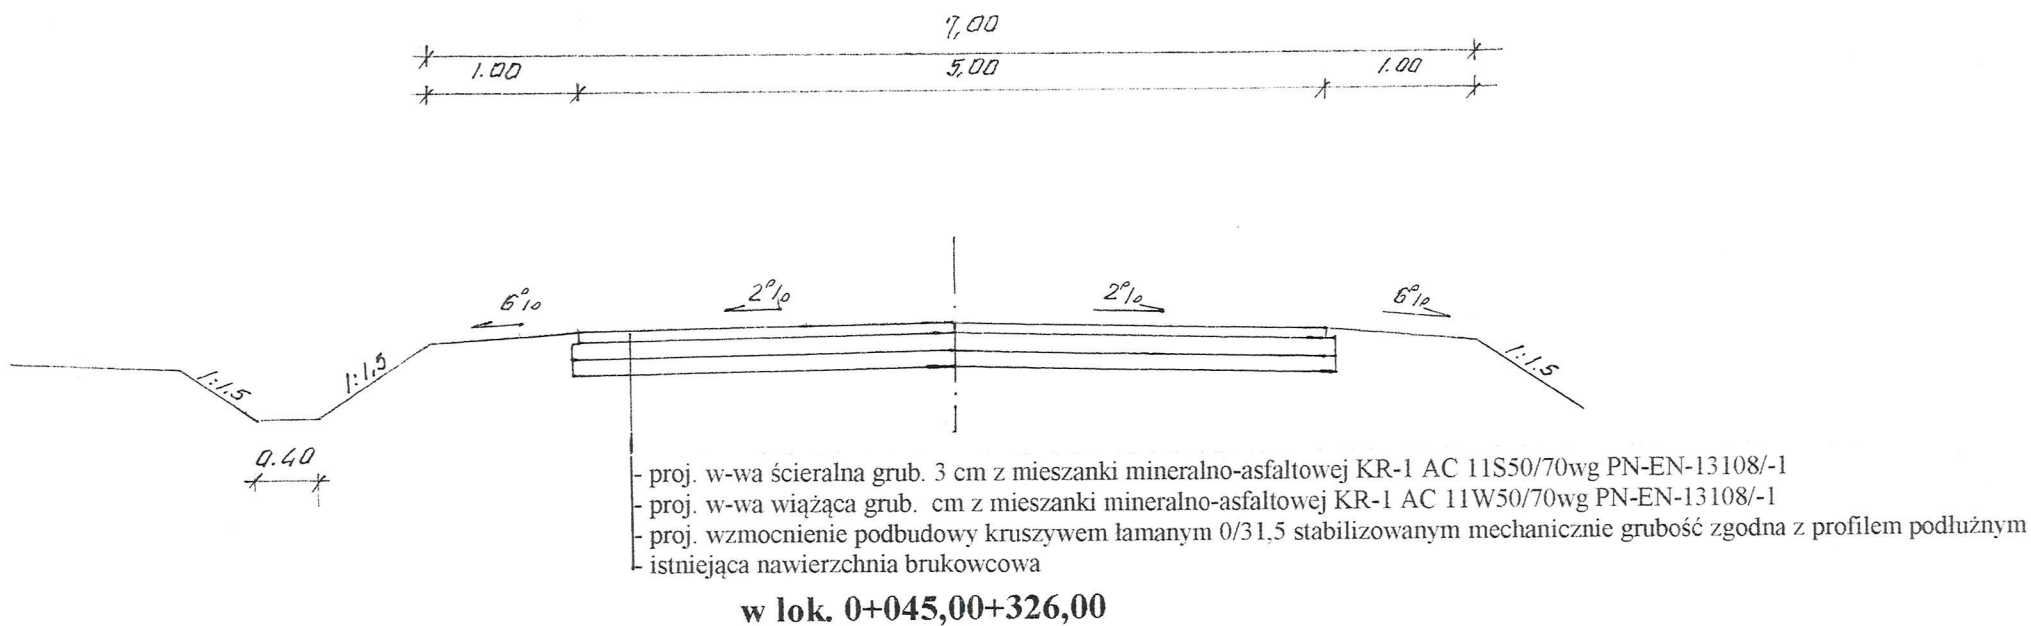 7,00
1.00 5,00 1.00
6% 2% 2% 6%
1:1,5 1:1,5 1:1.5
0.40
- proj. w-wa ścieralna grub. 3 cm z mieszanki mineralno-asfaltowej KR-1 AC 11S50/70wg PN-EN-13108/-1
- proj. w-wa wiążąca grub. cm z mieszanki mineralno-asfaltowej KR-1 AC 11W50/70wg PN-EN-13108/-1
- proj. wzmocnienie podbudowy kruszywem łamanym 0/31,5 stabilizowanym mechanicznie grubość zgodna z profilem podłużnym
- istniejąca nawierzchnia brukowcowa
w lok. 0+045,00+326,00